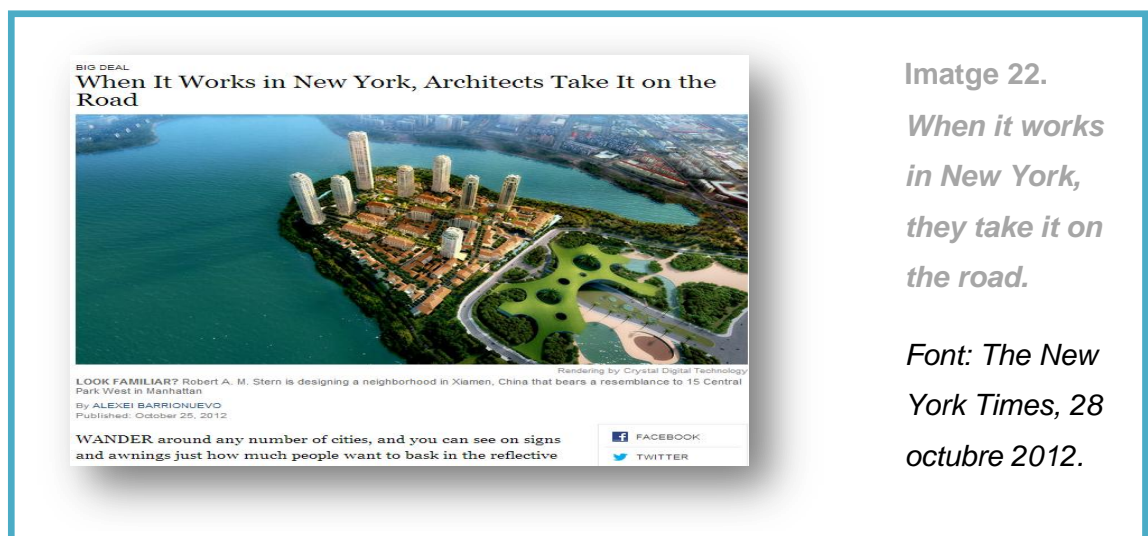 BIG DEAL
When It Works in New York, Architects Take It on the
Road
Rendering by Crystal Digital Technology
LOOK FAMILIAR? Robert A. M. Stern is designing a neighborhood in Xiamen, China that bears a resemblance to 15 Central
Park West in Manhattan
By ALEXEI BARRIONUEVO
Published: October 25, 2012
WANDER around any number of cities, and you can see on signs
and awnings just how much people want to bask in the reflective
FACEBOOK
TWITTER
Imatge 22.
When it works
in New York,
they take it on
the road.
Font: The New
York Times, 28
octubre 2012.